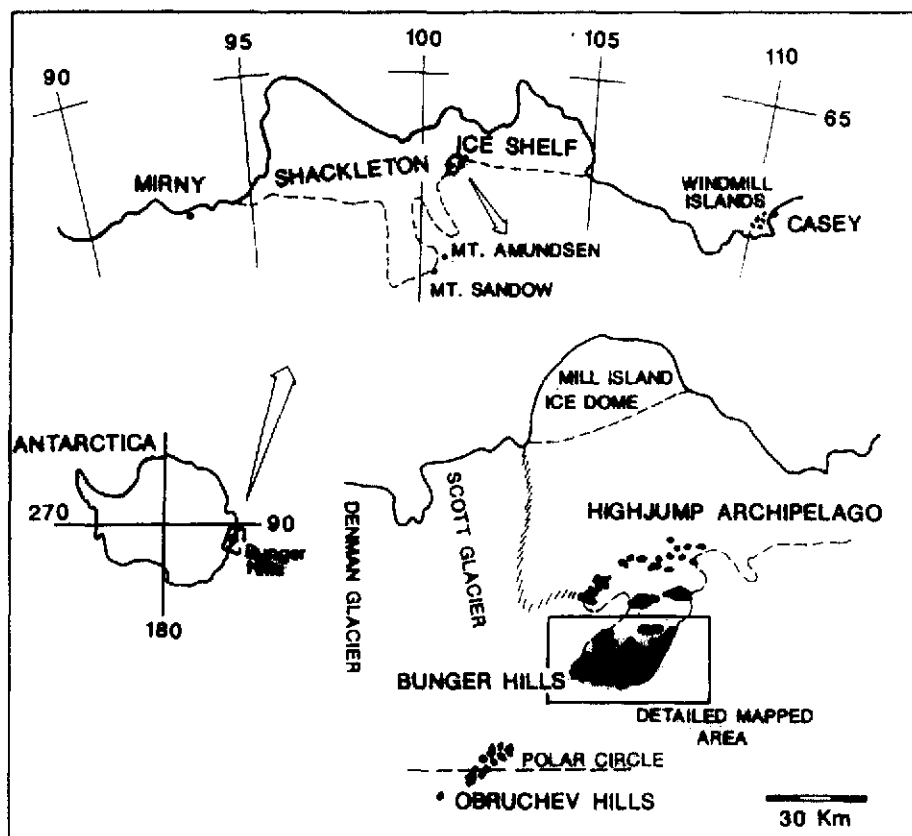 90
95
100
105
110
65
MIRNY
SHACKLETON
ICE SHELF
WINDMILL
ISLANDS
CASEY
MT. AMUNDSEN
MT. SANDOW
MILL ISLAND
ICE DOME
ANTARCTICA
270
90
Bunger
Hills
180
DENMAN GLACIER
SCOTT GLACIER
HIGHJUMP ARCHIPELAGO
BUNGER HILLS
DETAILED MAPPED
AREA
POLAR CIRCLE
OBRUCHEV HILLS
30 Km